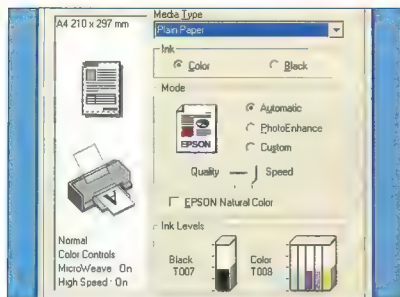 A4 210 x 297 mm
Media Type
Plain Paper
Ink
Color
Black
Mode
EPSON
Automatic
PhotoEnhance
Custom
Quality
Speed
EPSON Natural Color
Ink Levels
Black
T007
Color
T008
A
Normal
Color Controls
MicroWeave : On
High Speed : On